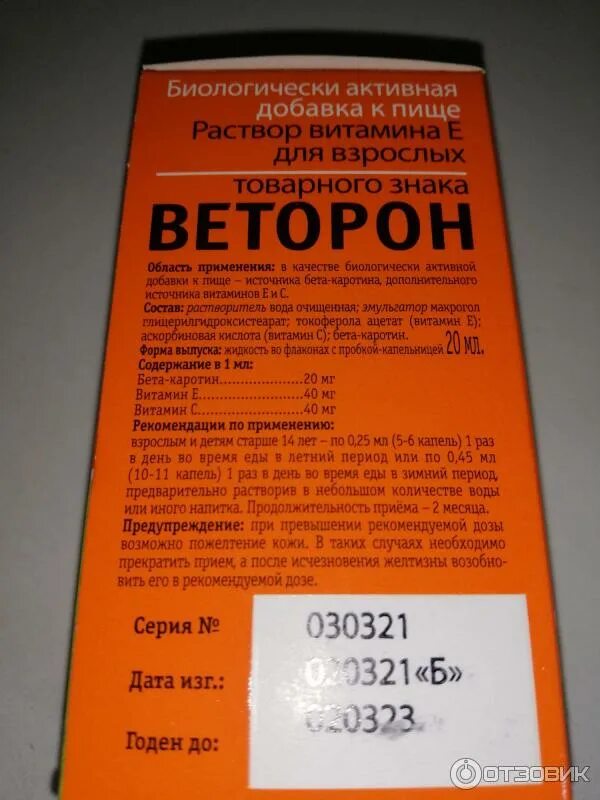 Биологически активная
добавка к пище
Раствор витамина Е
для взрослых
товарного знака
ВЕТОРОН
Область применения: в качестве биологически активной
добавки к пище – источника бета-каротина, дополнительного
источника витаминов Е и С.
Состав: растворитель вода очищенная; эмульгатор макрогол
глицерилгидроксистеарат; токоферола ацетат (витамин Е);
аскорбиновая кислота (витамин С); бета-каротин.
Форма выпуска: жидкость во флаконах с пробкой-капельницей 20 мл.
Содержание в 1 мл:
Бета-каротин......................20 мг
Витамин Е..........................40 мг
Витамин С..........................40 мг
Рекомендации по применению:
взрослым и детям старше 14 лет – по 0,25 мл (5-6 капель) 1 раз
в день во время еды в летний период или по 0,45 мл
(10-11 капель) 1 раз в день во время еды в зимний период,
предварительно растворив в небольшом количестве воды
или иного напитка. Продолжительность приёма – 2 месяца.
Предупреждение: при превышении рекомендуемой дозы
возможно пожелтение кожи. В таких случаях необходимо
прекратить прием, а после исчезновения желтизны возобно-
вить его в рекомендуемой дозе.
Серия № 030321
Дата изг.: 020321«Б»
Годен до: 020323
ОТЗОВИК